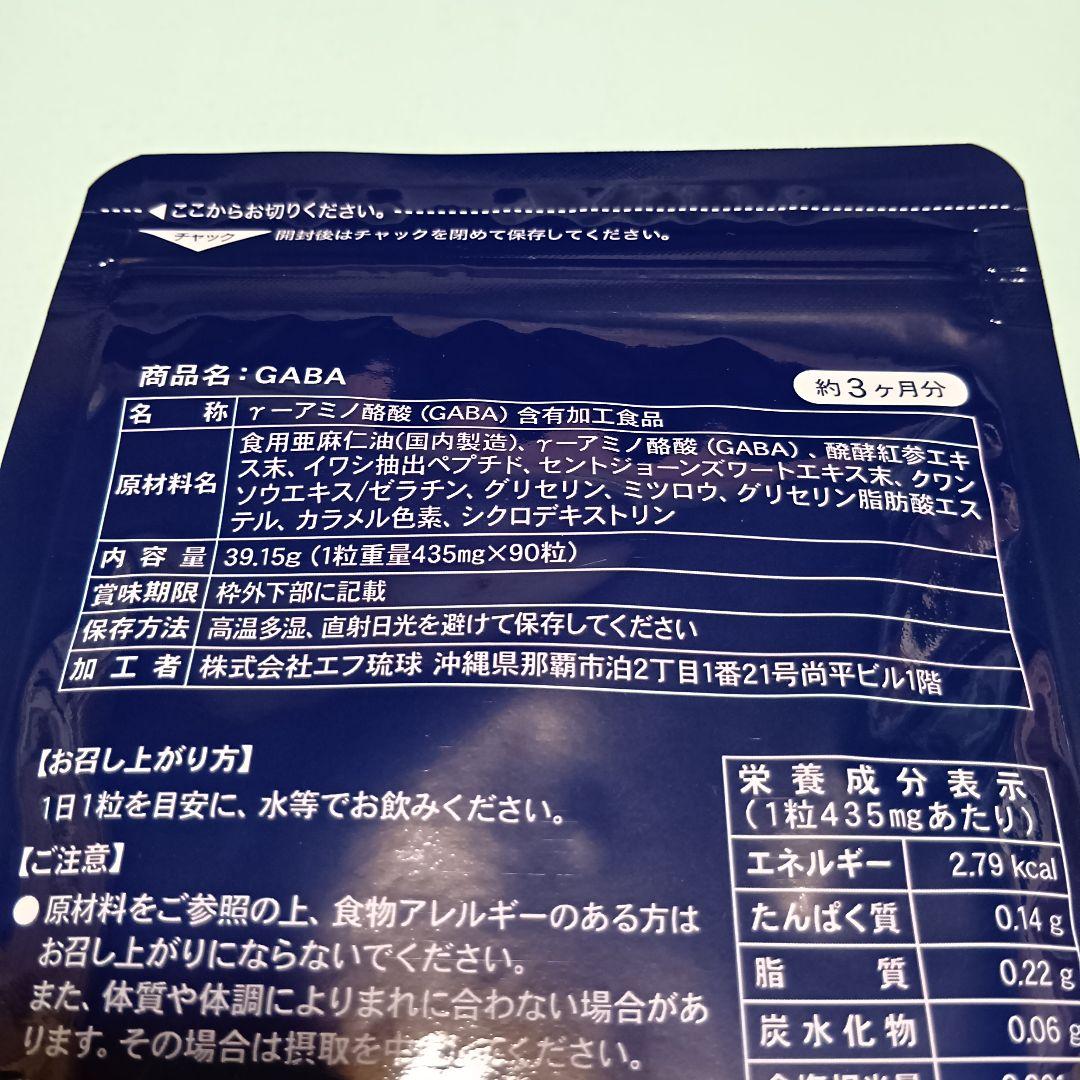 ◀ここからお切りください。
チャック 開封後はチャックを閉めて保存してください。
商品名：GABA
約3ヶ月分
名称 γーアミノ酪酸（GABA）含有加工食品
原材料名 食用亜麻仁油（国内製造）、γーアミノ酪酸（GABA）、醗酵紅参エキ
ス末、イワシ抽出ペプチド、セントジョーンズワートエキス末、クワン
ソウエキス/ゼラチン、グリセリン、ミツロウ、グリセリン脂肪酸エス
テル、カラメル色素、シクロデキストリン
内容量 39.15g（1粒重量435mg×90粒）
賞味期限 枠外下部に記載
保存方法 高温多湿、直射日光を避けて保存してください
加工者 株式会社エフ琉球 沖縄県那覇市泊2丁目1番21号尚平ビル1階
【お召し上がり方】
1日1粒を目安に、水等でお飲みください。
【ご注意】
●原材料をご参照の上、食物アレルギーのある方は
お召し上がりにならないでください。
また、体質や体調によりまれに合わない場合があ
ります。その場合は摂取を中止してください。
栄養成分表示
（1粒435mgあたり）
エネルギー 2.79 kcal
たんぱく質 0.14 g
脂質 0.22 g
炭水化物 0.06 g